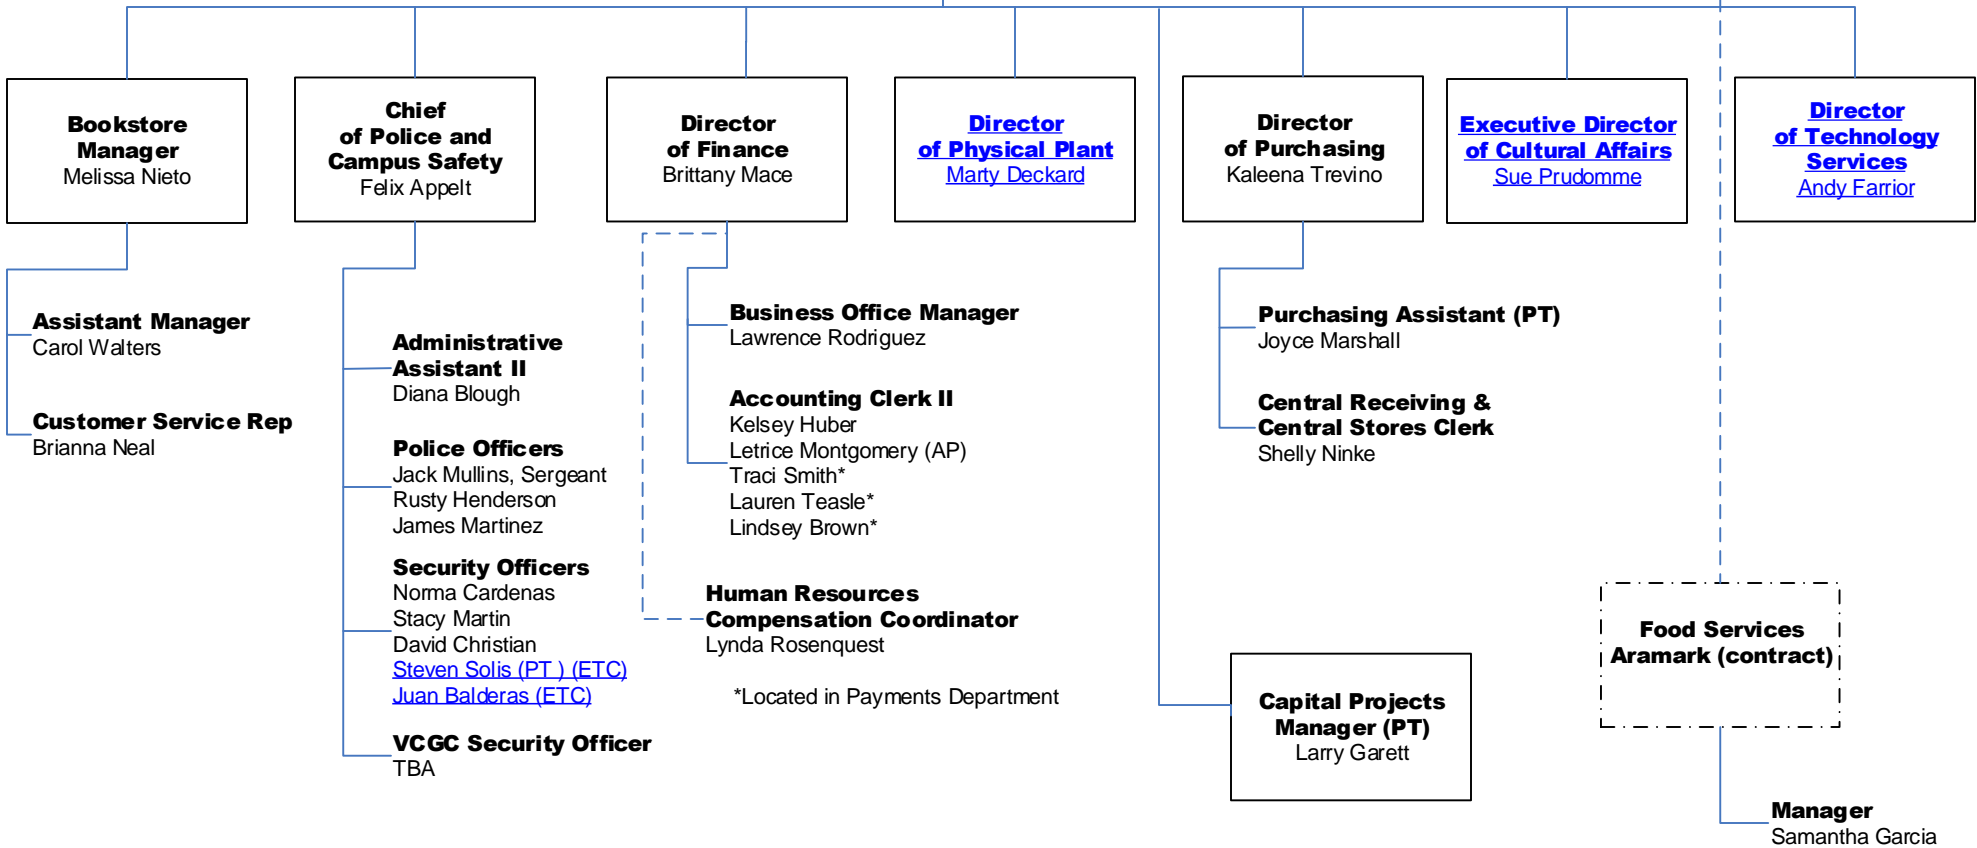 Bookstore
Manager
Melissa Nieto
Chief
of Police and
Campus Safety
Felix Appelt
Director
of Finance
Brittany Mace
Director
of Physical Plant
Marty Deckard
Director
of Purchasing
Kaleena Trevino
Executive Director
of Cultural Affairs
Sue Prudomme
Director
of Technology
Services
Andy Farrior
Assistant Manager
Carol Walters
Customer Service Rep
Brianna Neal
Administrative
Assistant II
Diana Blough
Police Officers
Jack Mullins, Sergeant
Rusty Henderson
James Martinez
Security Officers
Norma Cardenas
Stacy Martin
David Christian
Steven Solis (PT ) (ETC)
Juan Balderas (ETC)
VCGC Security Officer
TBA
Business Office Manager
Lawrence Rodriguez
Accounting Clerk II
Kelsey Huber
Letrice Montgomery (AP)
Traci Smith*
Lauren Teasle*
Lindsey Brown*
Human Resources
Compensation Coordinator
Lynda Rosenquest
*Located in Payments Department
Purchasing Assistant (PT)
Joyce Marshall
Central Receiving &
Central Stores Clerk
Shelly Ninke
Capital Projects
Manager (PT)
Larry Garett
Food Services
Aramark (contract)
Manager
Samantha Garcia